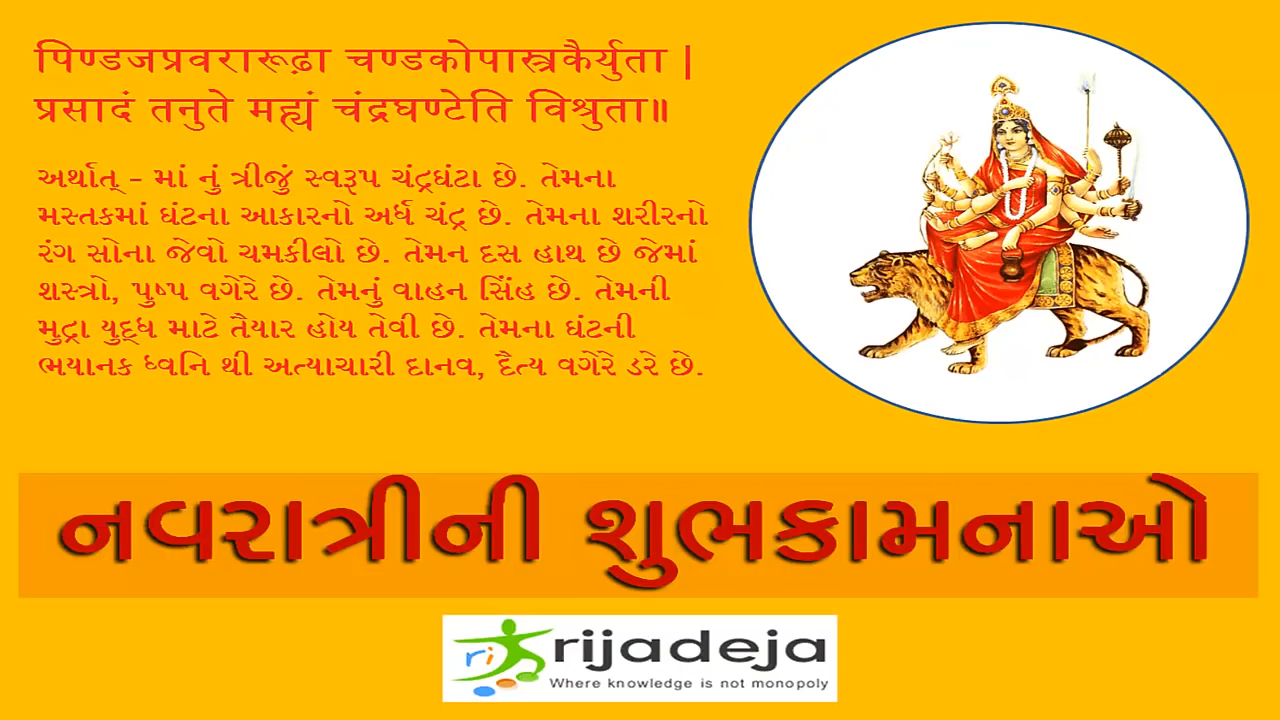 पिण्डजप्रवरारूढ़ा चण्डकोपास्त्रकैर्युता |
प्रसादं तनुते मह्यं चंद्रघण्टेति विश्रुता॥
અર્થાત્ – માં નું ત્રીજું સ્વરૂપ ચંદ્રઘંટા છે. તેમના
મસ્તકમાં ઘંટના આકારનો અર્ધ ચંદ્ર છે. તેમના શરીરનો
રંગ સોના જેવો ચમકીલો છે. તેમન દસ હાથ છે જેમાં
શસ્ત્રો, પુષ્પ વગેરે છે. તેમનું વાહન સિંહ છે. તેમની
મુદ્રા યુદ્ધ માટે તૈયાર હોય તેવી છે. તેમના ઘંટની
ભયાનક ધ્વનિ થી અત્યાચારી દાનવ, દૈત્ય વગેરે ડરે છે.
નવરાત્રીની શુભકામનાઓ
ri rijadeja
Where knowledge is not monopoly